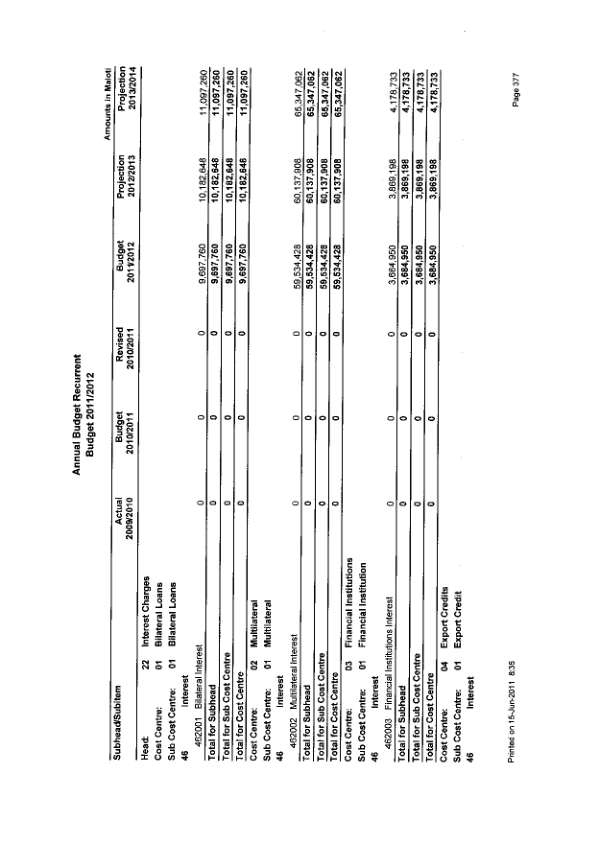 Annual Budget Recurrent
Budget 2011/2012
Amounts in Maloti
Subhead/Subitem Actual 2009/2010 Budget 2010/2011 Revised 2010/2011 Budget 2011/2012 Projection 2012/2013 Projection 2013/2014
Head: 22 Interest Charges
Cost Centre: 01 Bilateral Loans
Sub Cost Centre: 01 Bilateral Loans
46 Interest
462001 Bilateral Interest 0 0 0 9,697,760 10,182,648 11,097,260
Total for Subhead 0 0 0 9,697,760 10,182,648 11,097,260
Total for Sub Cost Centre 0 0 0 9,697,760 10,182,648 11,097,260
Total for Cost Centre 0 0 0 9,697,760 10,182,648 11,097,260
Cost Centre: 02 Multilateral
Sub Cost Centre: 01 Multilateral
46 Interest
462002 Multilateral Interest 0 0 0 59,534,428 60,137,908 65,347,062
Total for Subhead 0 0 0 59,534,428 60,137,908 65,347,062
Total for Sub Cost Centre 0 0 0 59,534,428 60,137,908 65,347,062
Total for Cost Centre 0 0 0 59,534,428 60,137,908 65,347,062
Cost Centre: 03 Financial Institutions
Sub Cost Centre: 01 Financial Institution
46 Interest
462003 Financial Institutions Interest 0 0 0 3,684,950 3,869,198 4,178,733
Total for Subhead 0 0 0 3,684,950 3,869,198 4,178,733
Total for Sub Cost Centre 0 0 0 3,684,950 3,869,198 4,178,733
Total for Cost Centre 0 0 0 3,684,950 3,869,198 4,178,733
Cost Centre: 04 Export Credits
Sub Cost Centre: 01 Export Credit
46 Interest
Printed on 15-Jun-2011 8:35 Page 377